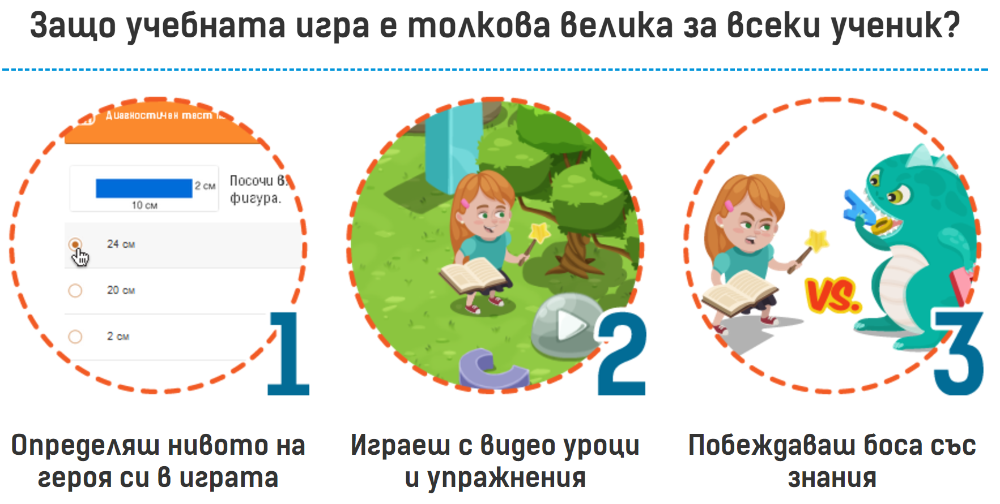 Защо учебната игра е толкова велика за всеки ученик?
Диагностичен тест
2 см
10 см
Посочи
фигура.
24 см
20 см
2 см
1
2
VS.
3
Определяш нивото на
героя си в играта
Играеш с видео уроци
и упражнения
Побеждаваш боса със
знания